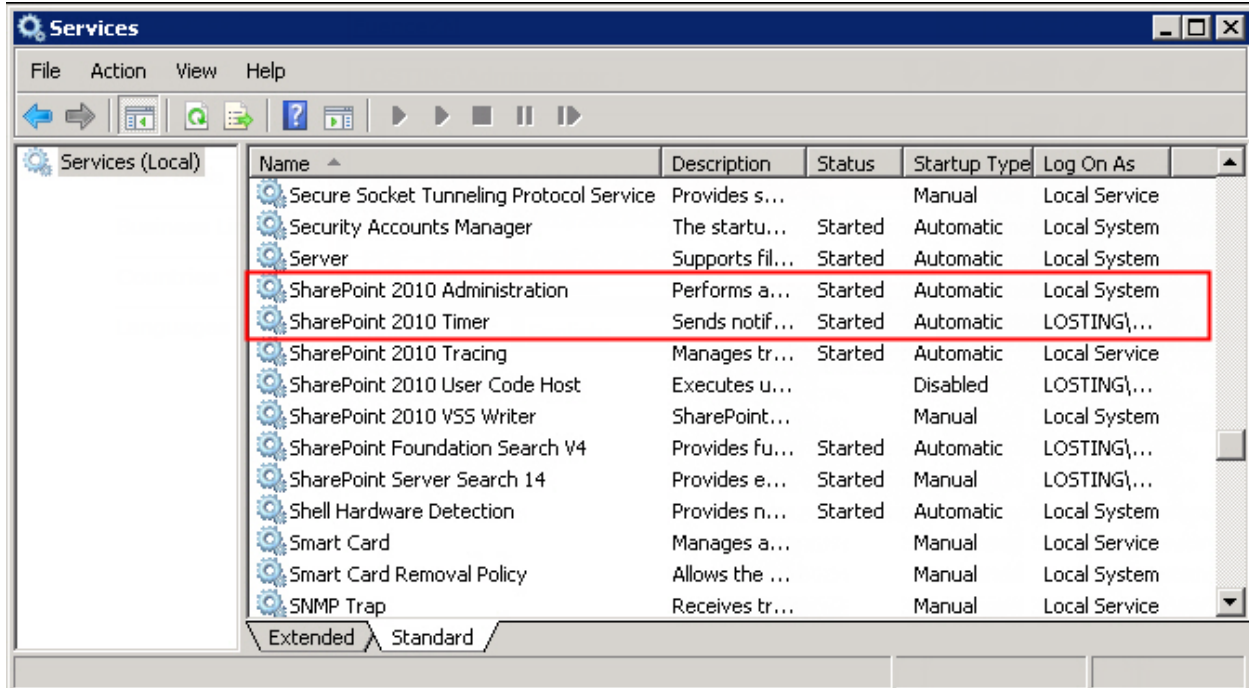 Services
File Action View Help
Services (Local)
Name Description Status Startup Type Log On As
Secure Socket Tunneling Protocol Service Provides s... Manual Local Service
Security Accounts Manager The startu... Started Automatic Local System
Server Supports fil... Started Automatic Local System
SharePoint 2010 Administration Performs a... Started Automatic Local System
SharePoint 2010 Timer Sends notif... Started Automatic LOSTING\...
SharePoint 2010 Tracing Manages tr... Started Automatic Local Service
SharePoint 2010 User Code Host Executes u... Disabled LOSTING\...
SharePoint 2010 VSS Writer SharePoint... Manual Local System
SharePoint Foundation Search V4 Provides fu... Started Automatic LOSTING\...
SharePoint Server Search 14 Provides e... Started Manual LOSTING\...
Shell Hardware Detection Provides n... Started Automatic Local System
Smart Card Manages a... Manual Local Service
Smart Card Removal Policy Allows the ... Manual Local System
SNMP Trap Receives tr... Manual Local Service
Extended Standard